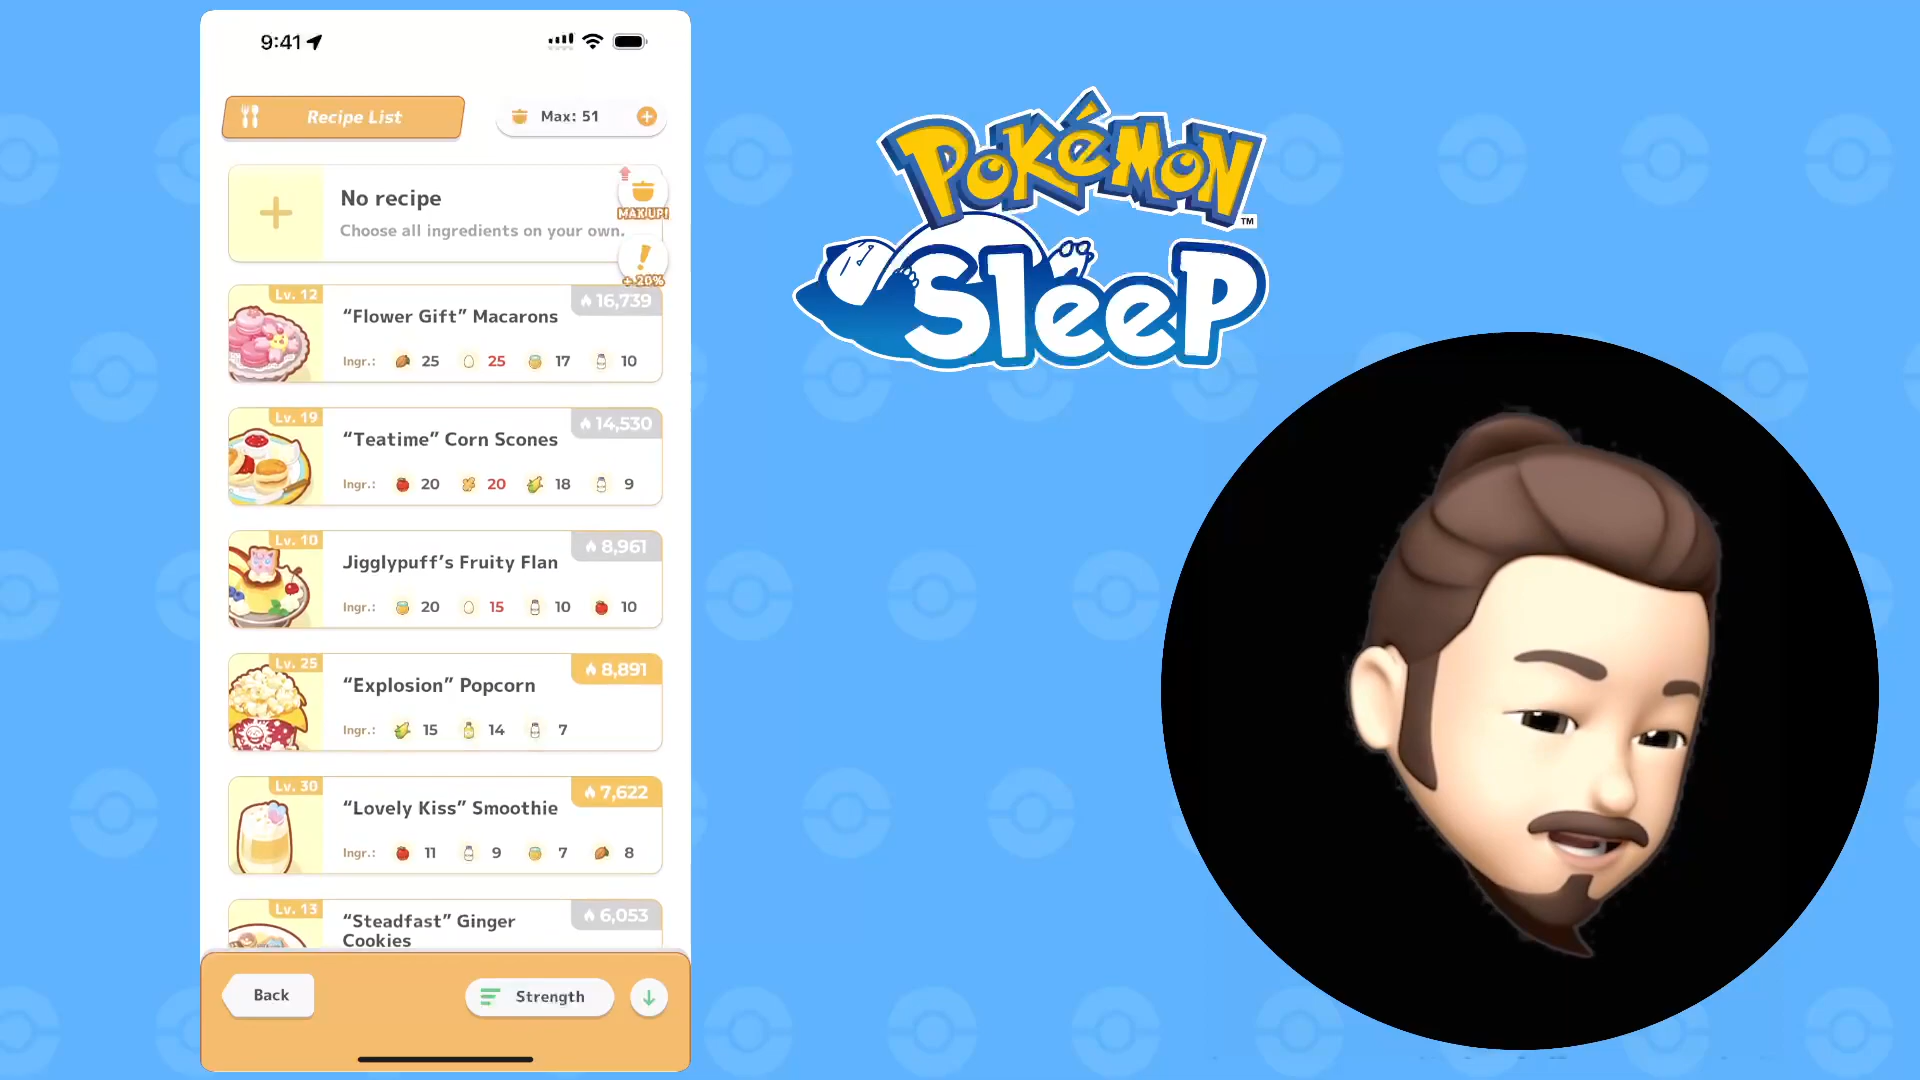 9:41
Recipe List
Max: 51
No recipe
Choose all ingredients on your own.
MAX UP!
+20%
Lv. 12
16,739
“Flower Gift” Macarons
Ingr.: 25 25 17 10
Lv. 19
14,530
“Teatime” Corn Scones
Ingr.: 20 20 18 9
Lv. 10
8,961
Jigglypuff’s Fruity Flan
Ingr.: 20 15 10 10
Lv. 25
8,891
“Explosion” Popcorn
Ingr.: 15 14 7
Lv. 30
7,622
“Lovely Kiss” Smoothie
Ingr.: 11 9 7 8
Lv. 13
6,053
“Steadfast” Ginger
Cookies
Back
Strength
POKéMON
TM
Sleep